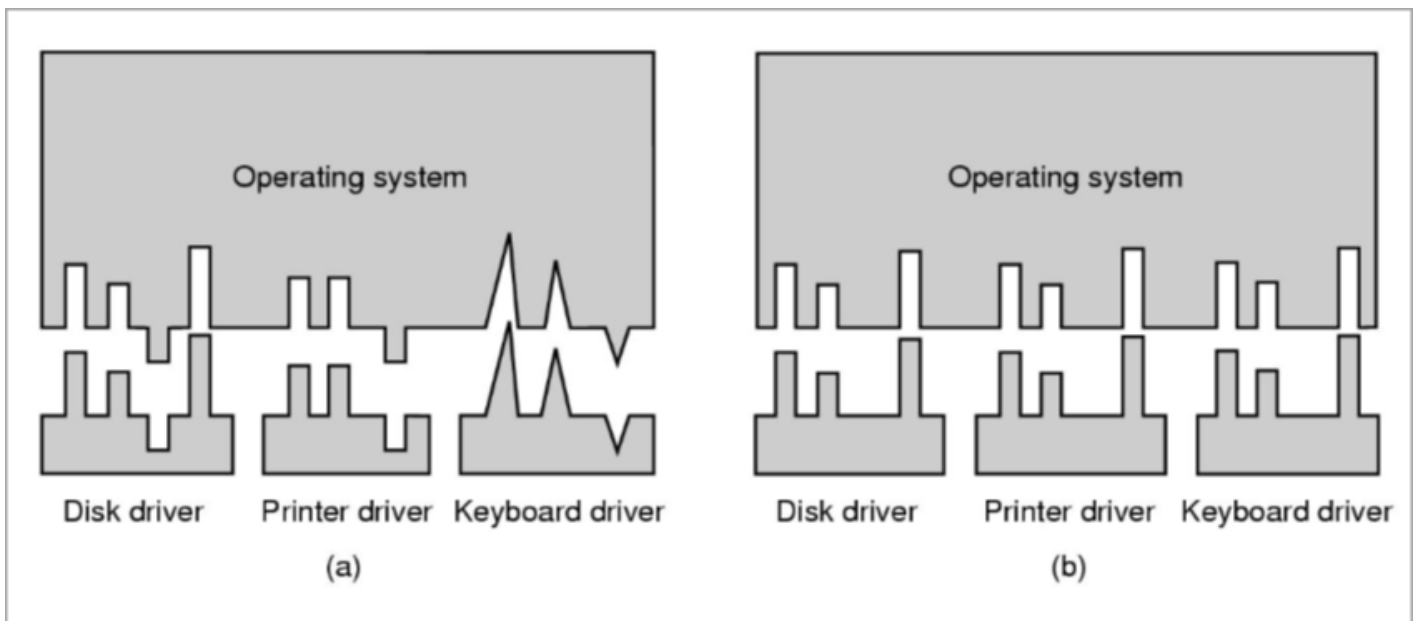 Operating system
Operating system
Disk driver
Printer driver
Keyboard driver
Disk driver
Printer driver
Keyboard driver
(a)
(b)